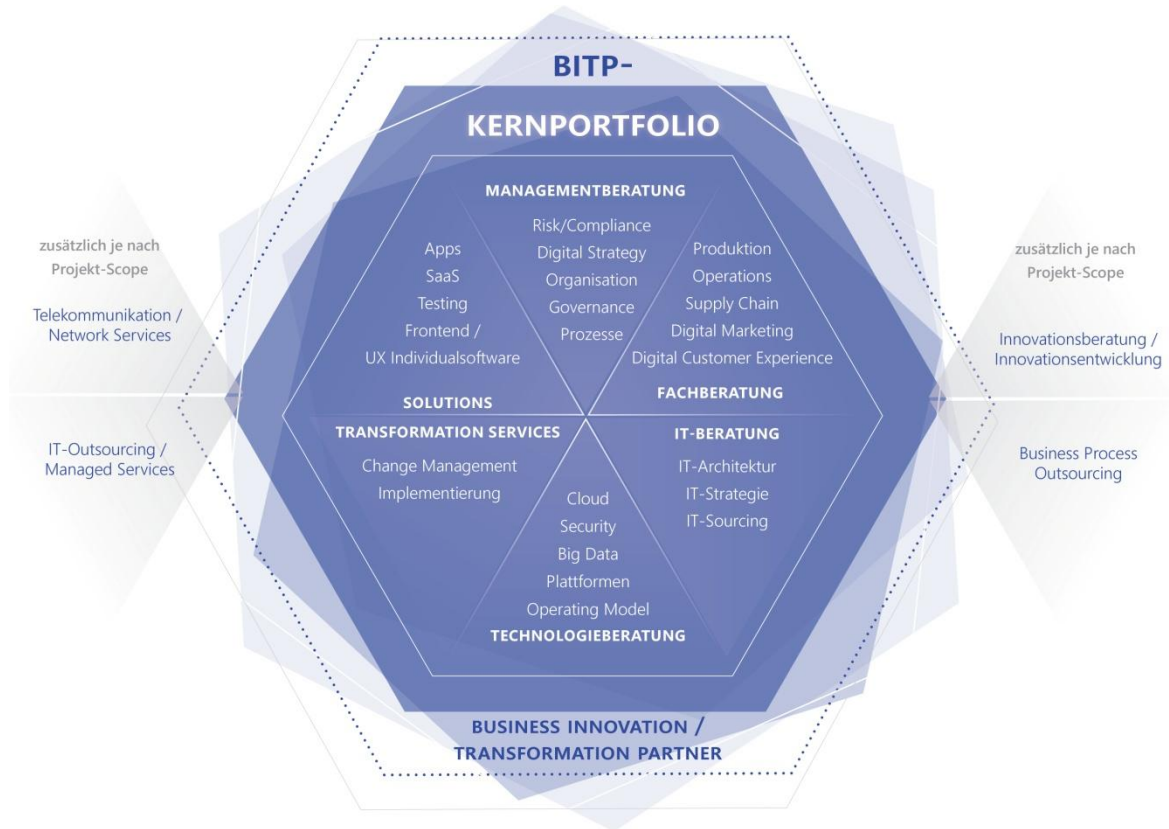 BITP-
KERNPORTFOLIO
MANAGEMENTBERATUNG
Risk/Compliance
Digital Strategy
Organisation
Governance
Prozesse
Apps
SaaS
Testing
Frontend /
UX Individualsoftware
SOLUTIONS
Produktion
Operations
Supply Chain
Digital Marketing
Digital Customer Experience
FACHBERATUNG
TRANSFORMATION SERVICES
Change Management
Implementierung
IT-BERATUNG
IT-Architektur
IT-Strategie
IT-Sourcing
Cloud
Security
Big Data
Plattformen
Operating Model
TECHNOLOGIEBERATUNG
BUSINESS INNOVATION /
TRANSFORMATION PARTNER
zusätzlich je nach
Projekt-Scope
Telekommunikation /
Network Services
IT-Outsourcing /
Managed Services
zusätzlich je nach
Projekt-Scope
Innovationsberatung /
Innovationsentwicklung
Business Process
Outsourcing